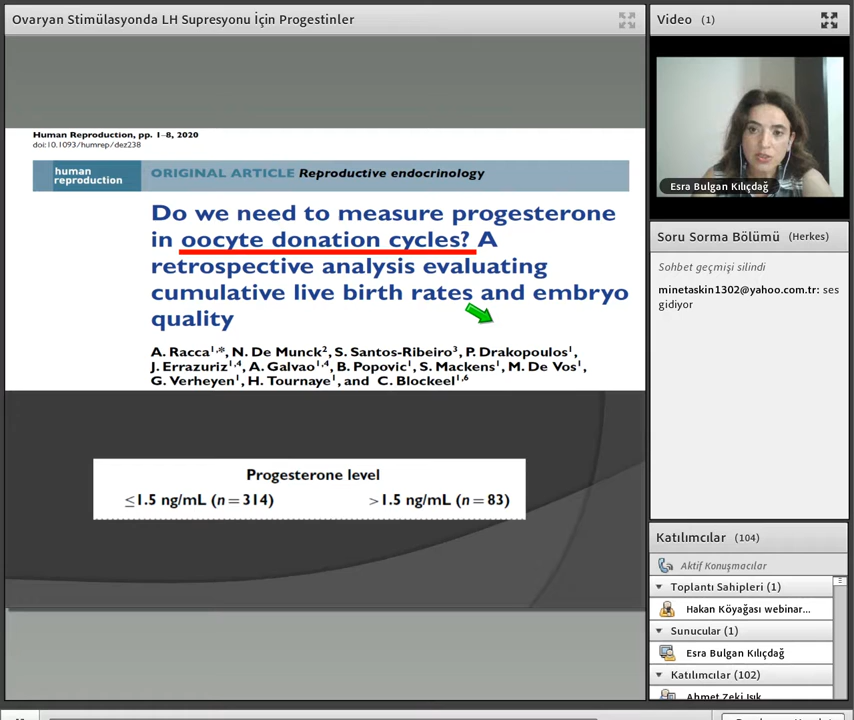 Ovaryan Stimülasyonda LH Supresyonu İçin Progestinler
Human Reproduction, pp. 1–8, 2020
doi:10.1093/humrep/dez238
human
reproduction
ORIGINAL ARTICLE Reproductive endocrinology
Do we need to measure progesterone
in oocyte donation cycles? A
retrospective analysis evaluating
cumulative live birth rates and embryo
quality
A. Racca1,*, N. De Munck2, S. Santos-Ribeiro3, P. Drakopoulos1,
J. Errazuriz1,4, A. Galvao1,4, B. Popovic1, S. Mackens1, M. De Vos1,
G. Verheyen1, H. Tournaye1, and C. Blockeel1,6
Progesterone level
≤1.5 ng/mL (n = 314) >1.5 ng/mL (n = 83)
Video (1)
Esra Bulgan Kılıçdağ
Soru Sorma Bölümü (Herkes)
Sohbet geçmişi silindi
minetaskin1302@yahoo.com.tr: ses
gidiyor
Katılımcılar (104)
Aktif Konuşmacılar
Toplantı Sahipleri (1)
Hakan Köyağası webinar...
Sunucular (1)
Esra Bulgan Kılıçdağ
Katılımcılar (102)
Ahmet Zeki Işık